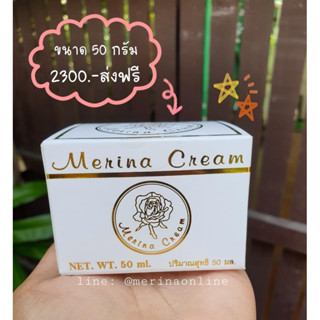 ขนาด 50 กรัม
2300.-ส่งฟรี
Merina Cream
Merina Cream
NET. WT. 50 ml. ปริมาณสุทธิ 50 มล.
line: @merinaonline